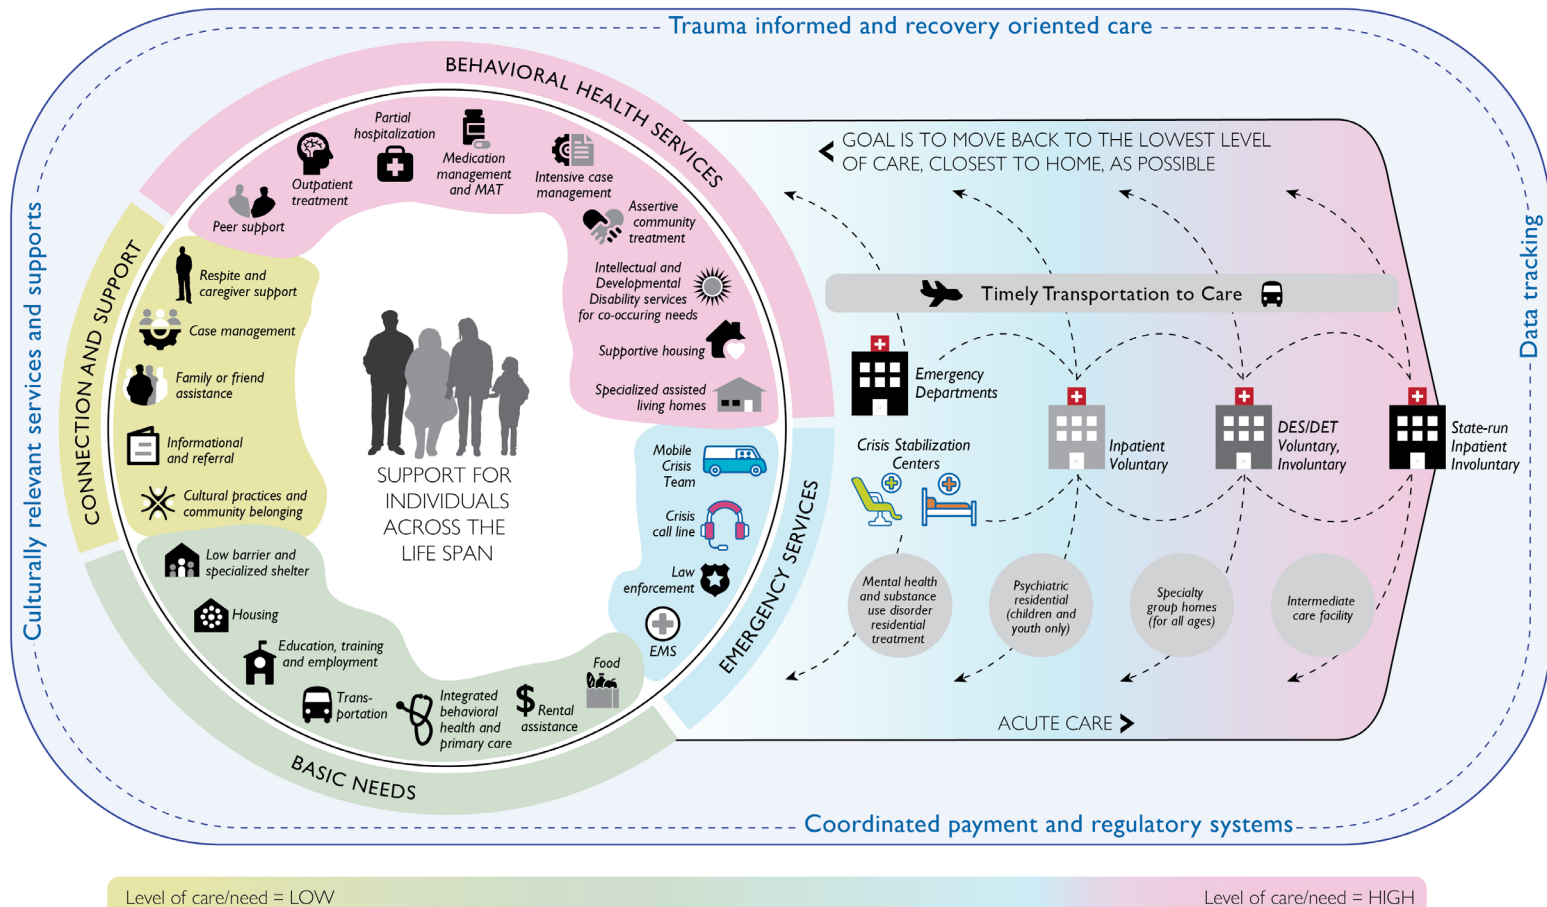 Trauma informed and recovery oriented care
Culturally relevant services and supports
Data tracking
Coordinated payment and regulatory systems
BEHAVIORAL HEALTH SERVICES
Peer support
Outpatient
treatment
Partial
hospitalization
Medication
management
and MAT
Intensive case
management
Assertive
community
treatment
Intellectual and
Developmental
Disability services
for co-occuring needs
Supportive housing
Specialized assisted
living homes
CONNECTION AND SUPPORT
Respite and
caregiver support
Case management
Family or friend
assistance
Informational
and referral
Cultural practices and
community belonging
SUPPORT FOR
INDIVIDUALS
ACROSS THE
LIFE SPAN
EMERGENCY SERVICES
Mobile
Crisis
Team
Crisis
call line
Law
enforcement
EMS
BASIC NEEDS
Low barrier and
specialized shelter
Housing
Education, training
and employment
Trans-
portation
Integrated
behavioral
health and
primary care
$
Rental
assistance
Food
GOAL IS TO MOVE BACK TO THE LOWEST LEVEL
OF CARE, CLOSEST TO HOME, AS POSSIBLE
Timely Transportation to Care
Emergency
Departments
Crisis Stabilization
Centers
Inpatient
Voluntary
DES/DET
Voluntary,
Involuntary
State-run
Inpatient
Involuntary
Mental health
and substance
use disorder
residential
treatment
Psychiatric
residential
(children and
youth only)
Specialty
group homes
(for all ages)
Intermediate
care facility
ACUTE CARE
Level of care/need = LOW
Level of care/need = HIGH